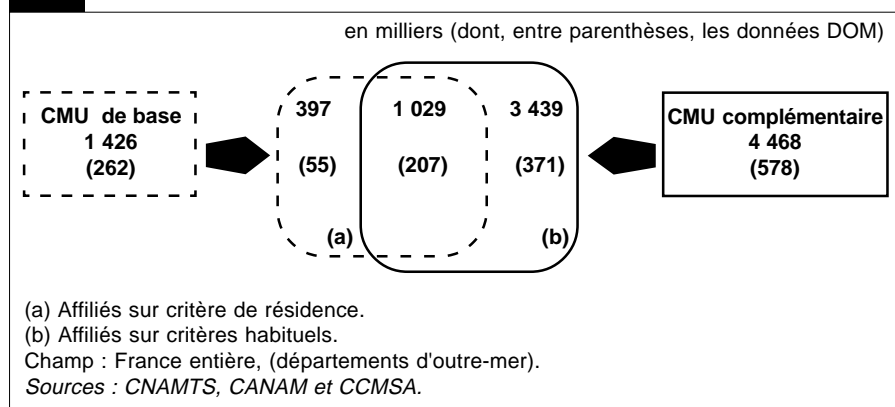 en milliers (dont, entre parenthèses, les données DOM)
CMU de base
1 426
(262)
397 1 029 3 439
(55) (207) (371)
(a) (b)
CMU complémentaire
4 468
(578)
(a) Affiliés sur critère de résidence.
(b) Affiliés sur critères habituels.
Champ : France entière, (départements d'outre-mer).
Sources : CNAMTS, CANAM et CCMSA.